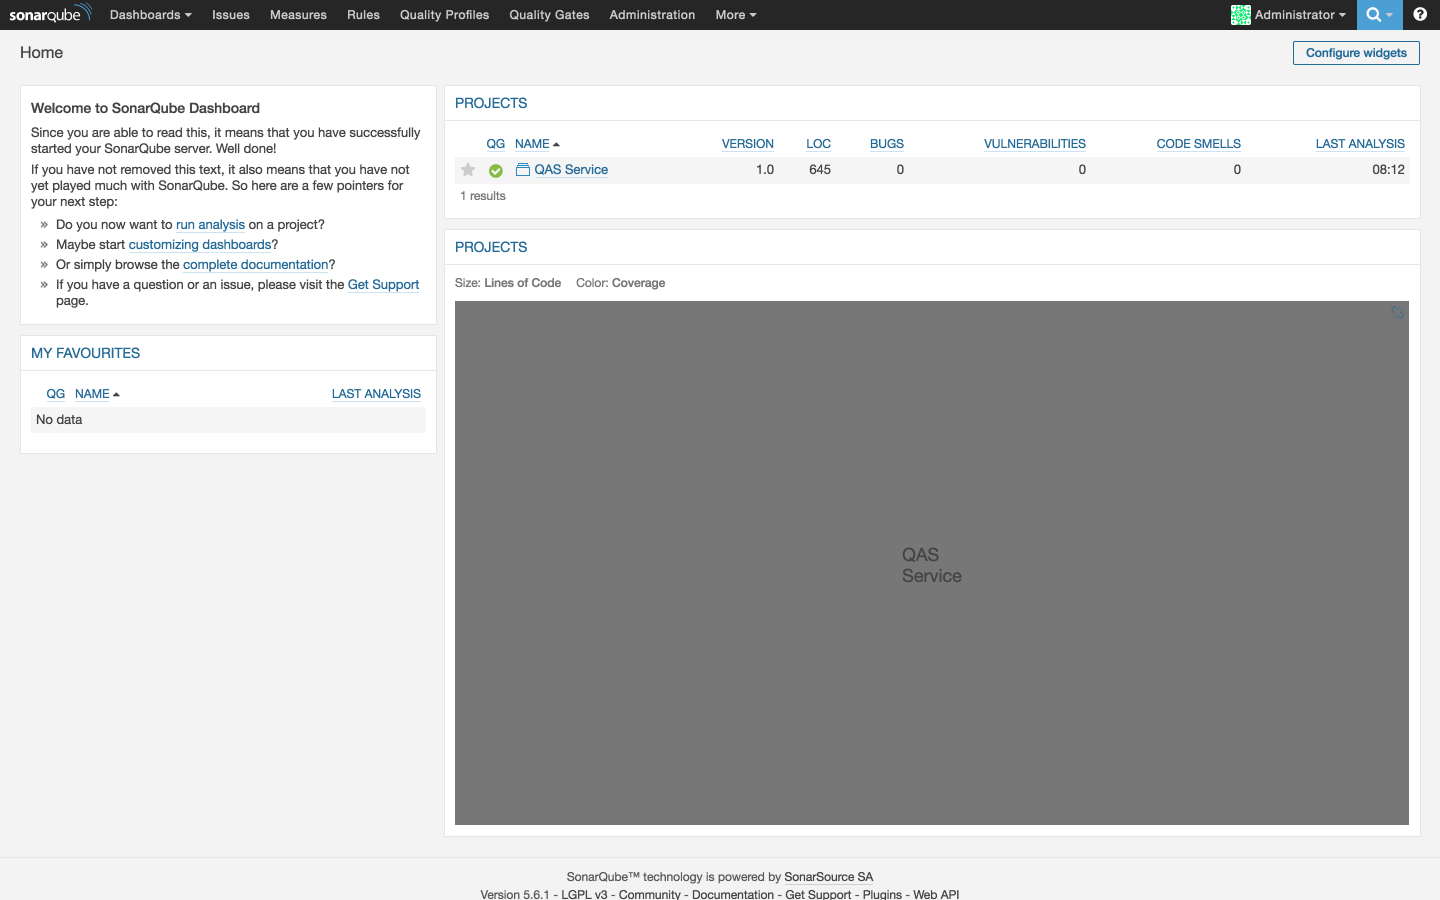 sonarqube Dashboards Issues Measures Rules Quality Profiles Quality Gates Administration More Administrator
Home
Configure widgets
Welcome to SonarQube Dashboard
Since you are able to read this, it means that you have successfully
started your SonarQube server. Well done!
If you have not removed this text, it also means that you have not
yet played much with SonarQube. So here are a few pointers for
your next step:
» Do you now want to run analysis on a project?
» Maybe start customizing dashboards?
» Or simply browse the complete documentation?
» If you have a question or an issue, please visit the Get Support
page.
MY FAVOURITES
QG NAME LAST ANALYSIS
No data
PROJECTS
QG NAME VERSION LOC BUGS VULNERABILITIES CODE SMELLS LAST ANALYSIS
QAS Service 1.0 645 0 0 0 08:12
1 results
PROJECTS
Size: Lines of Code Color: Coverage
QAS
Service
SonarQube™ technology is powered by SonarSource SA
Version 5.6.1 - LGPL v3 - Community - Documentation - Get Support - Plugins - Web API